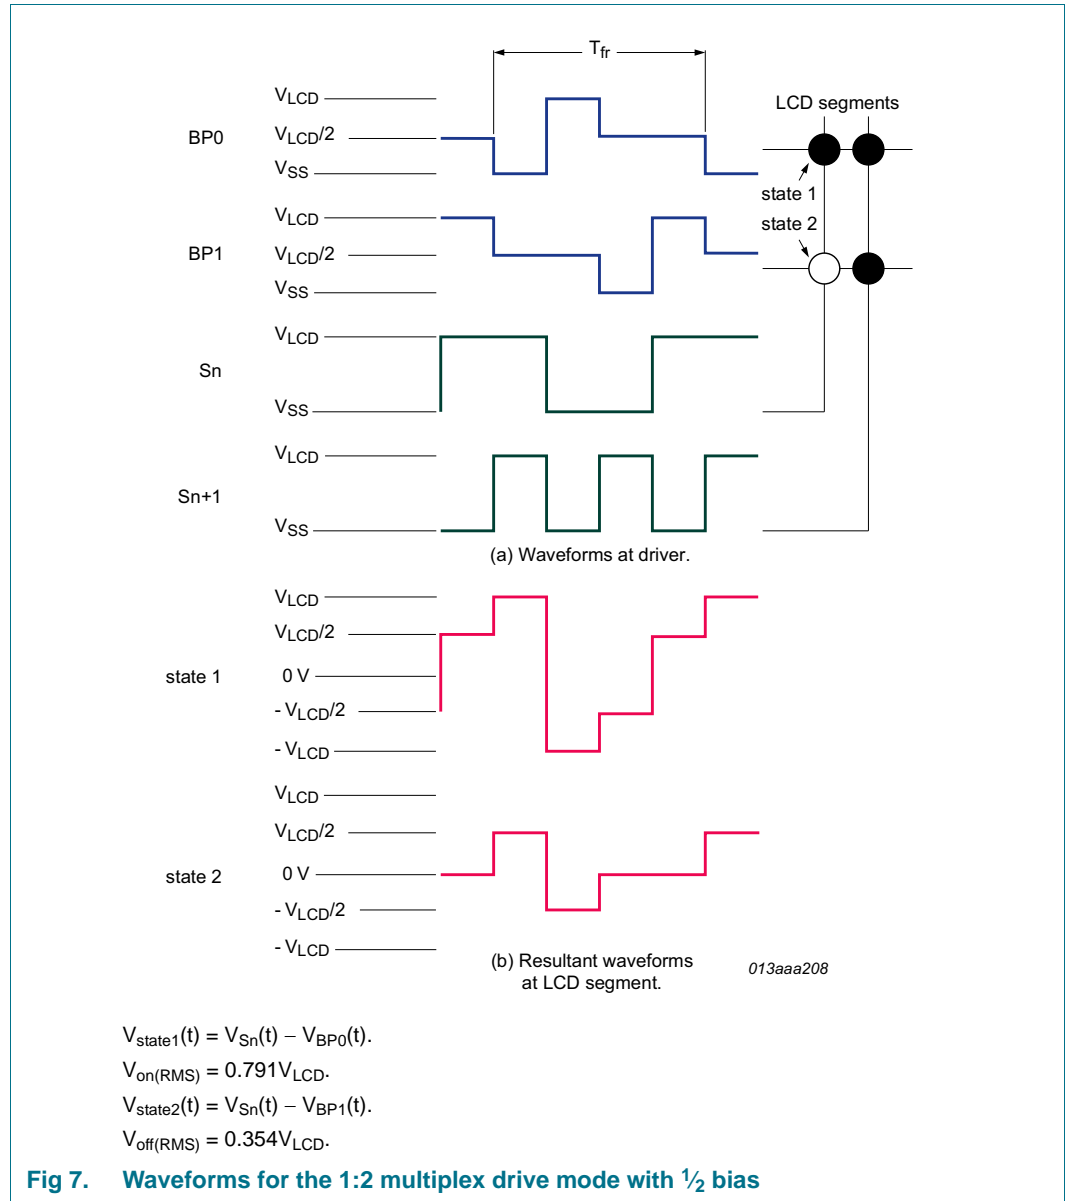 Tfr
VLCD
BP0
VLCD/2
VSS
LCD segments
state 1
state 2
VLCD
BP1
VLCD/2
VSS
VLCD
Sn
VSS
VLCD
Sn+1
VSS
(a) Waveforms at driver.
VLCD
VLCD/2
state 1
0 V
- VLCD/2
- VLCD
VLCD
VLCD/2
state 2
0 V
- VLCD/2
- VLCD
(b) Resultant waveforms
at LCD segment.
013aaa208
Vstate1(t) = VSn(t) − VBP0(t).
Von(RMS) = 0.791VLCD.
Vstate2(t) = VSn(t) − VBP1(t).
Voff(RMS) = 0.354VLCD.
Fig 7. Waveforms for the 1:2 multiplex drive mode with 1⁄2 bias